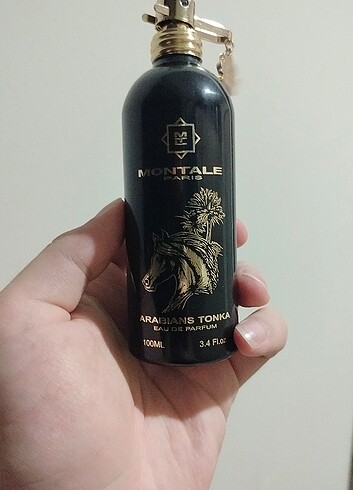 MONTALE
PARIS
ARABIANS TONKA
EAU DE PARFUM
100ML 3.4 Fl.oz